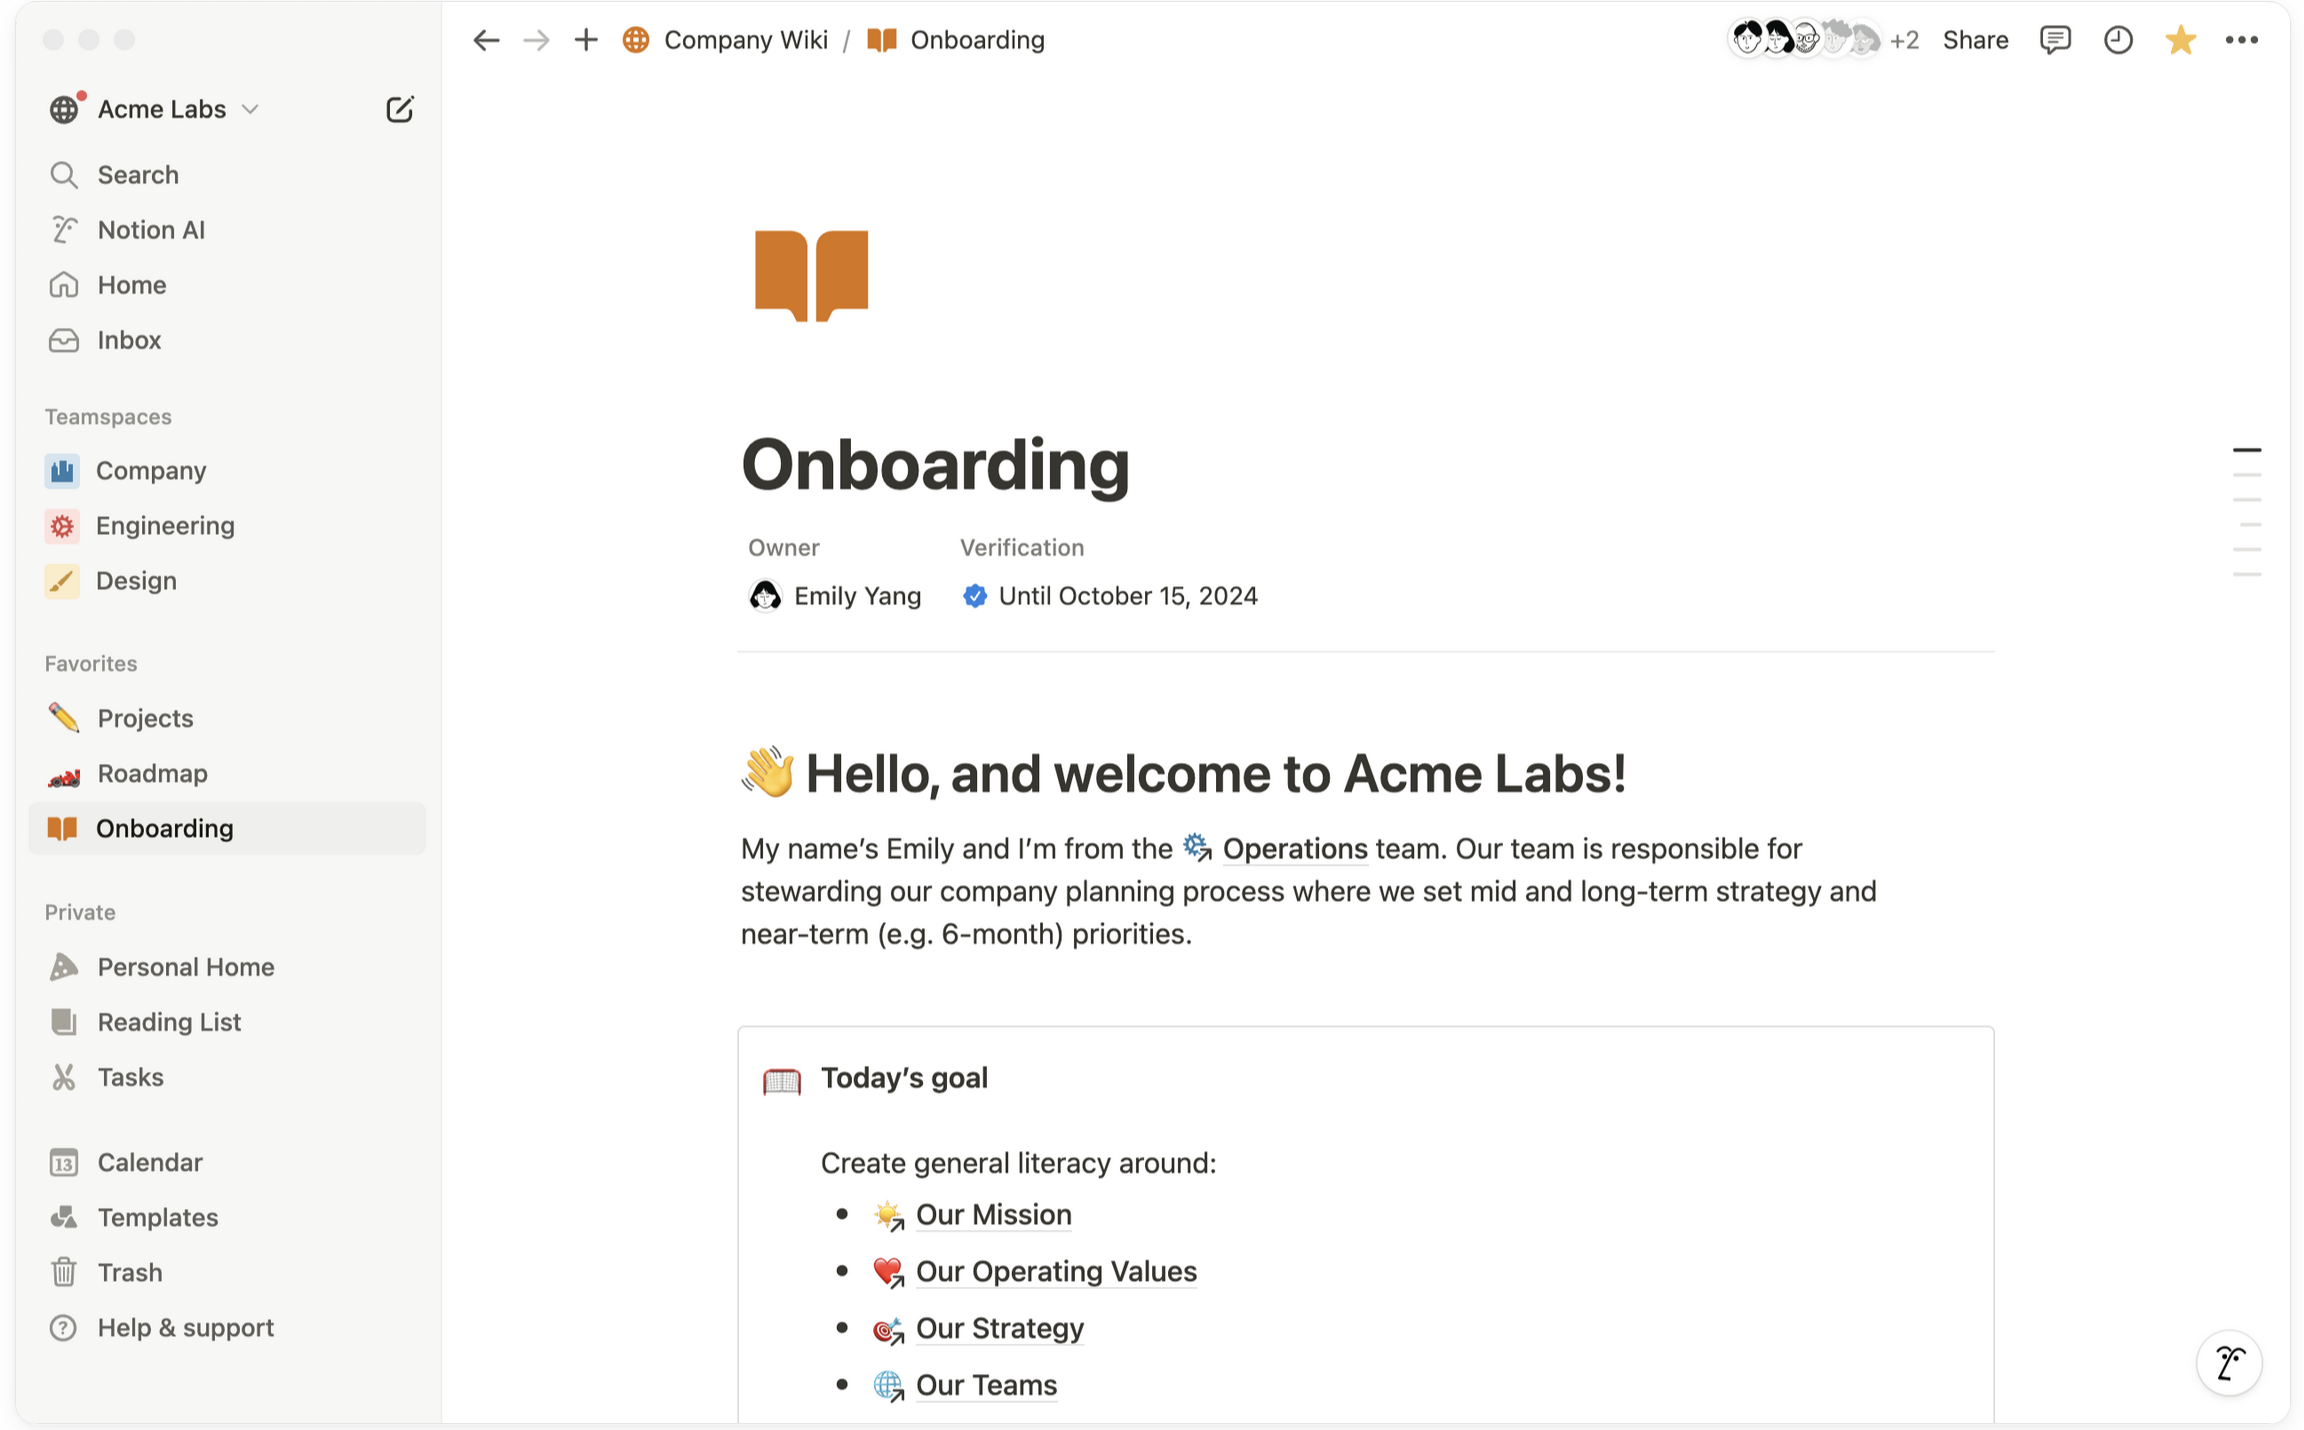 Company Wiki / Onboarding
+2 Share
Acme Labs
Search
Notion AI
Home
Inbox
Teamspaces
Company
Engineering
Design
Favorites
Projects
Roadmap
Onboarding
Private
Personal Home
Reading List
Tasks
13 Calendar
Templates
Trash
? Help & support
Onboarding
Owner Verification
Emily Yang Until October 15, 2024
Hello, and welcome to Acme Labs!
My name’s Emily and I’m from the Operations team. Our team is responsible for
stewarding our company planning process where we set mid and long-term strategy and
near-term (e.g. 6-month) priorities.
Today’s goal
Create general literacy around:
• Our Mission
• Our Operating Values
• Our Strategy
• Our Teams